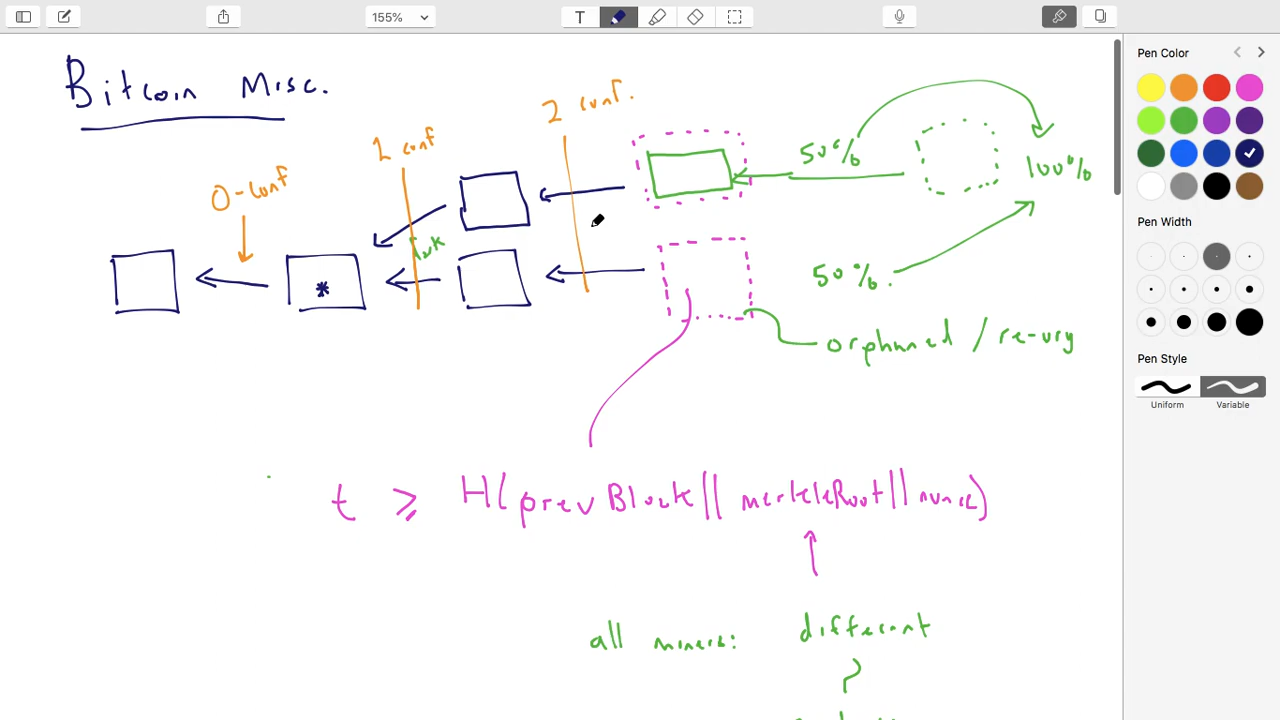 155%
T
Bitcoin Misc.
2 conf.
1 conf
0-conf
50%
100%
fork
50%.
orphaned / re-org
t ⩾ H(prevBlock|| merkleRoot|| nonce)
all miners: different
Pen Color
Pen Width
Pen Style
Uniform
Variable